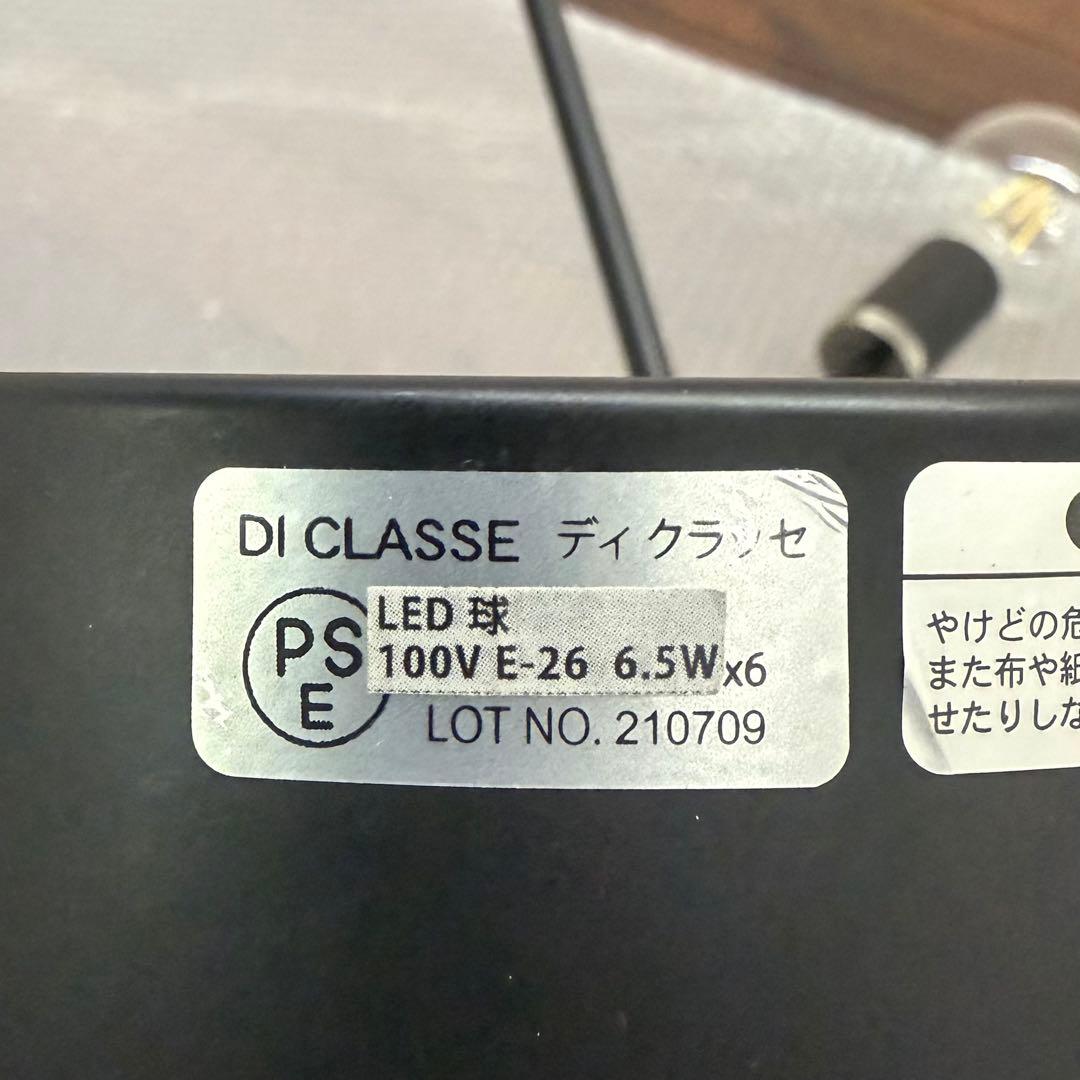 DI CLASSE ディ クラッセ
PS
E
LED 球
100V E-26 6.5W x6
LOT NO. 210709
やけどの危
また布や紙
せたりしな